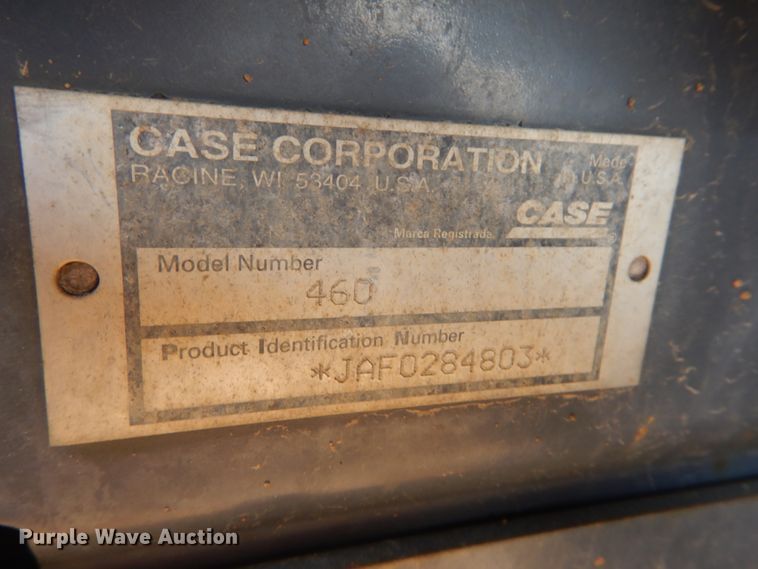 CASE CORPORATION
RACINE, WI 53404 U.S.A.
Made
in U.S.A.
CASE
Marca Registrada
®
Model Number
460
Product Identification Number
*JAF0284803*
Purple Wave Auction